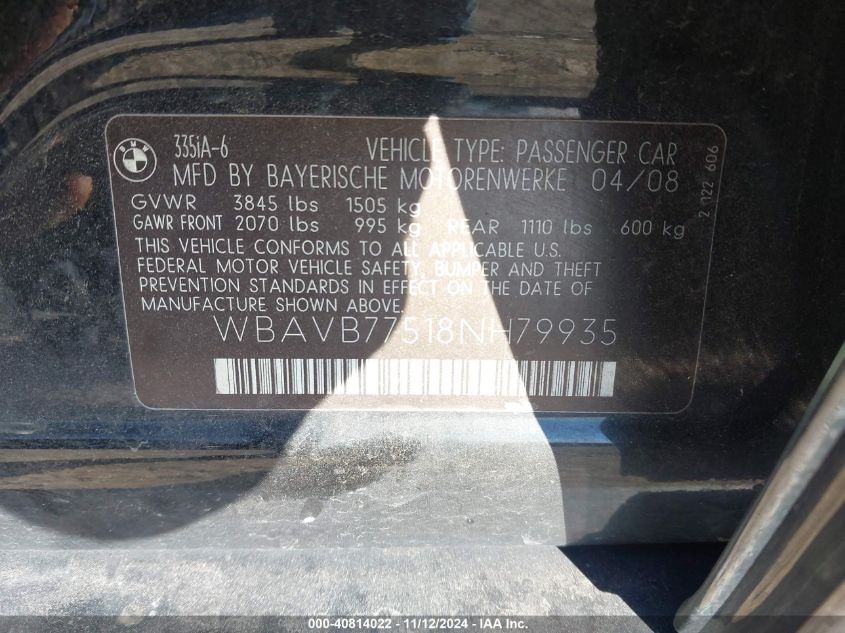 BMW 335iA-6 VEHICLE TYPE: PASSENGER CAR
MFD BY BAYERISCHE MOTORENWERKE 04/08
GVWR 3845 lbs 1505 kg
GAWR FRONT 2070 lbs 995 kg REAR 1110 lbs 600 kg
THIS VEHICLE CONFORMS TO ALL APPLICABLE U.S.
FEDERAL MOTOR VEHICLE SAFETY, BUMPER AND THEFT
PREVENTION STANDARDS IN EFFECT ON THE DATE OF
MANUFACTURE SHOWN ABOVE.
WBAVB77518NH79935
2 122 606
000-40814022 - 11/12/2024 - IAA Inc.